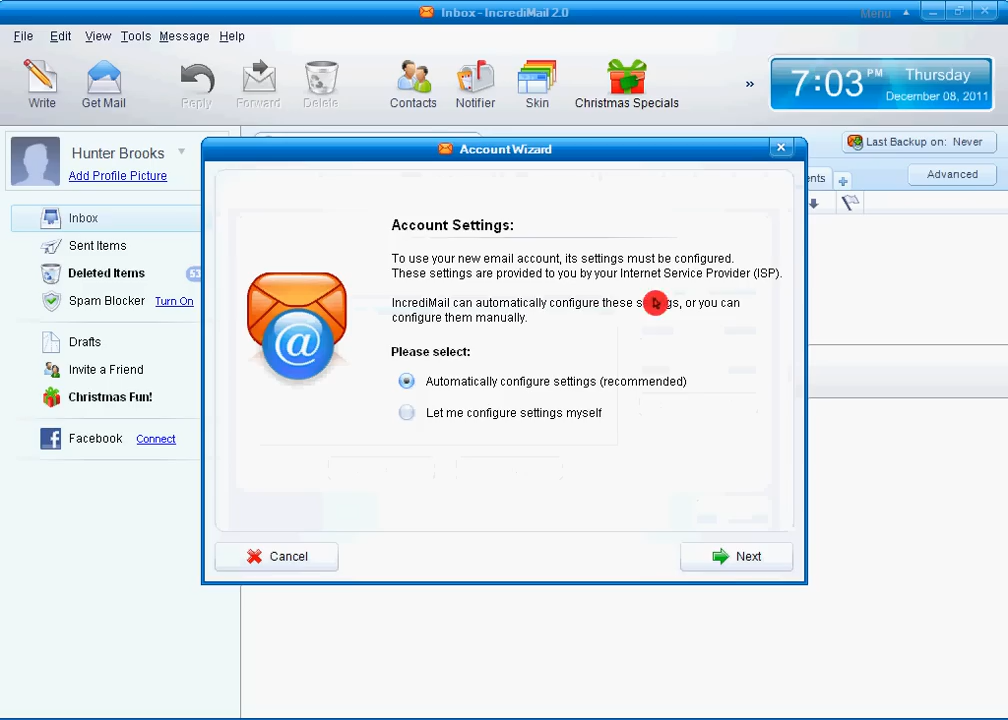 Inbox - IncrediMail 2.0
Menu
File Edit View Tools Message Help
Write Get Mail Reply Forward Delete Contacts Notifier Skin Christmas Specials »
7:03 PM Thursday
December 08, 2011
Hunter Brooks
Add Profile Picture
Last Backup on: Never
Advanced
Inbox
Sent Items
Deleted Items
Spam Blocker Turn On
Drafts
Invite a Friend
Christmas Fun!
Facebook Connect
Account Wizard
Account Settings:
To use your new email account, its settings must be configured.
These settings are provided to you by your Internet Service Provider (ISP).
IncrediMail can automatically configure these settings, or you can
configure them manually.
Please select:
Automatically configure settings (recommended)
Let me configure settings myself
Cancel
Next